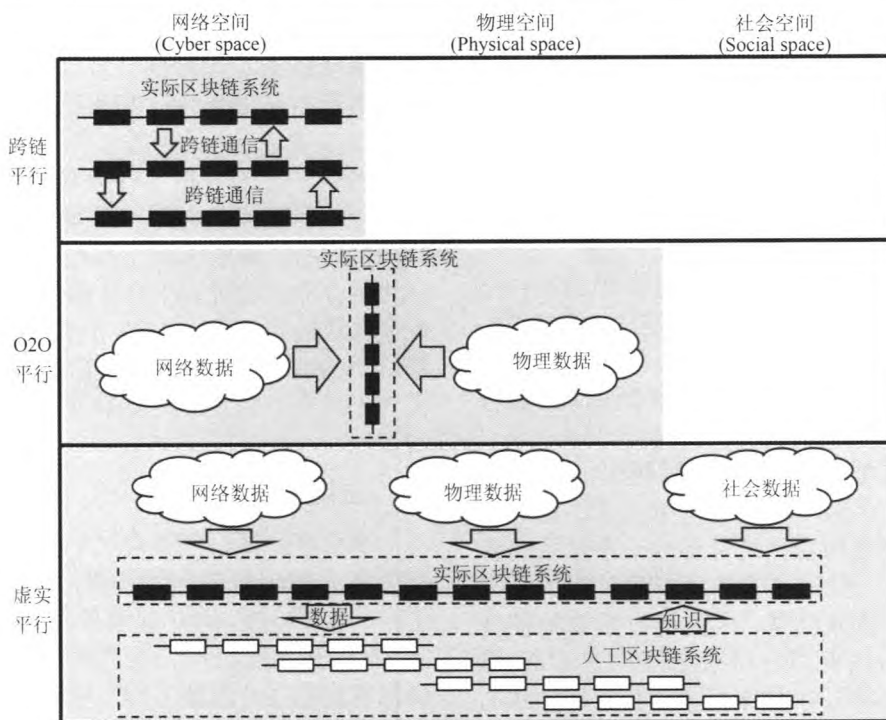 网络空间
(Cyber space)
物理空间
(Physical space)
社会空间
(Social space)
跨链
平行
实际区块链系统
跨链通信
跨链通信
O2O
平行
实际区块链系统
网络数据
物理数据
虚实
平行
网络数据
物理数据
社会数据
实际区块链系统
数据
知识
人工区块链系统